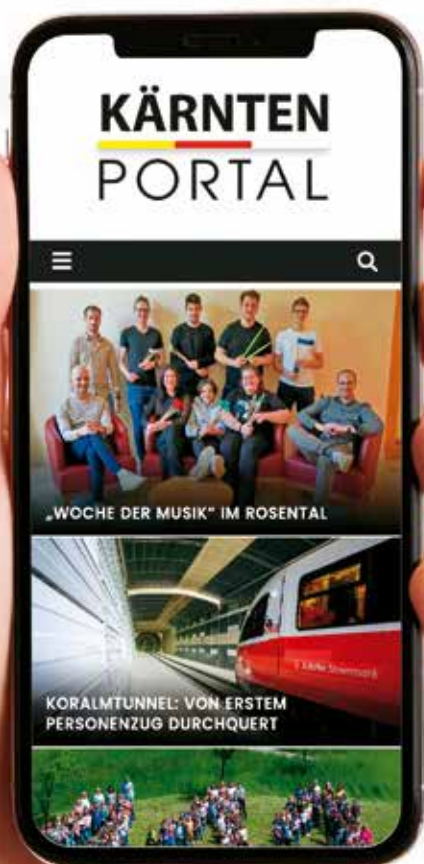 KÄRNTEN
PORTAL
„WOCHE DER MUSIK“ IM ROSENTAL
KORALMTUNNEL: VON ERSTEM
PERSONENZUG DURCHQUERT